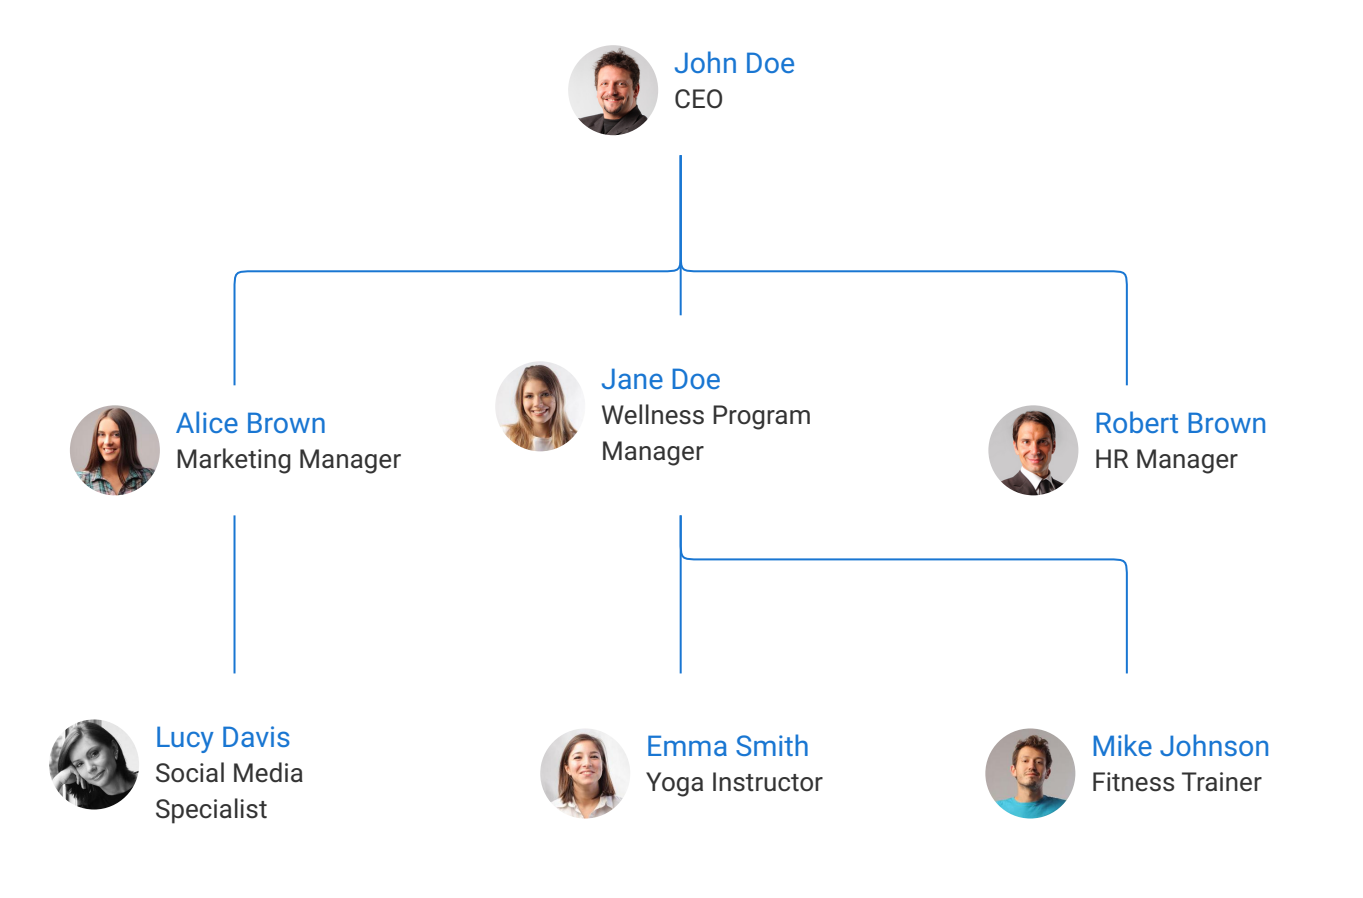 John Doe
CEO
Alice Brown
Marketing Manager
Jane Doe
Wellness Program
Manager
Robert Brown
HR Manager
Lucy Davis
Social Media
Specialist
Emma Smith
Yoga Instructor
Mike Johnson
Fitness Trainer